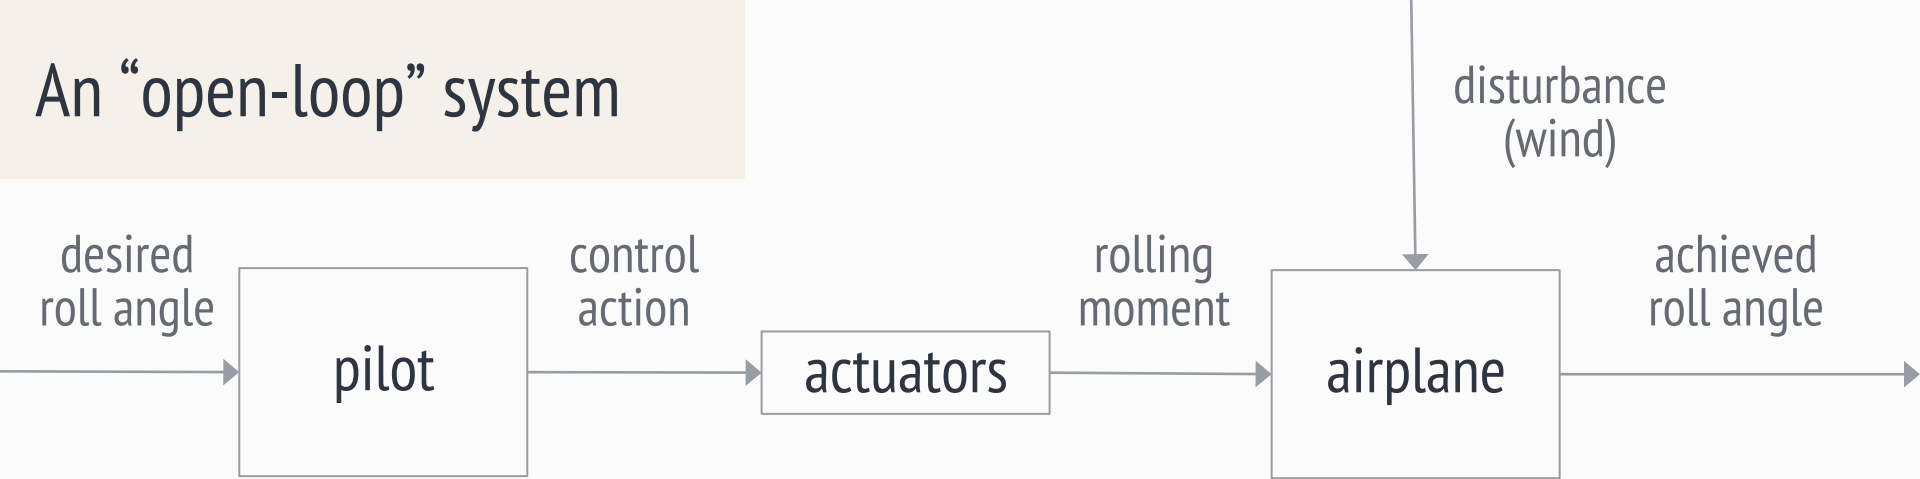 An “open-loop” system
disturbance
(wind)
desired
roll angle
control
action
rolling
moment
achieved
roll angle
pilot
actuators
airplane